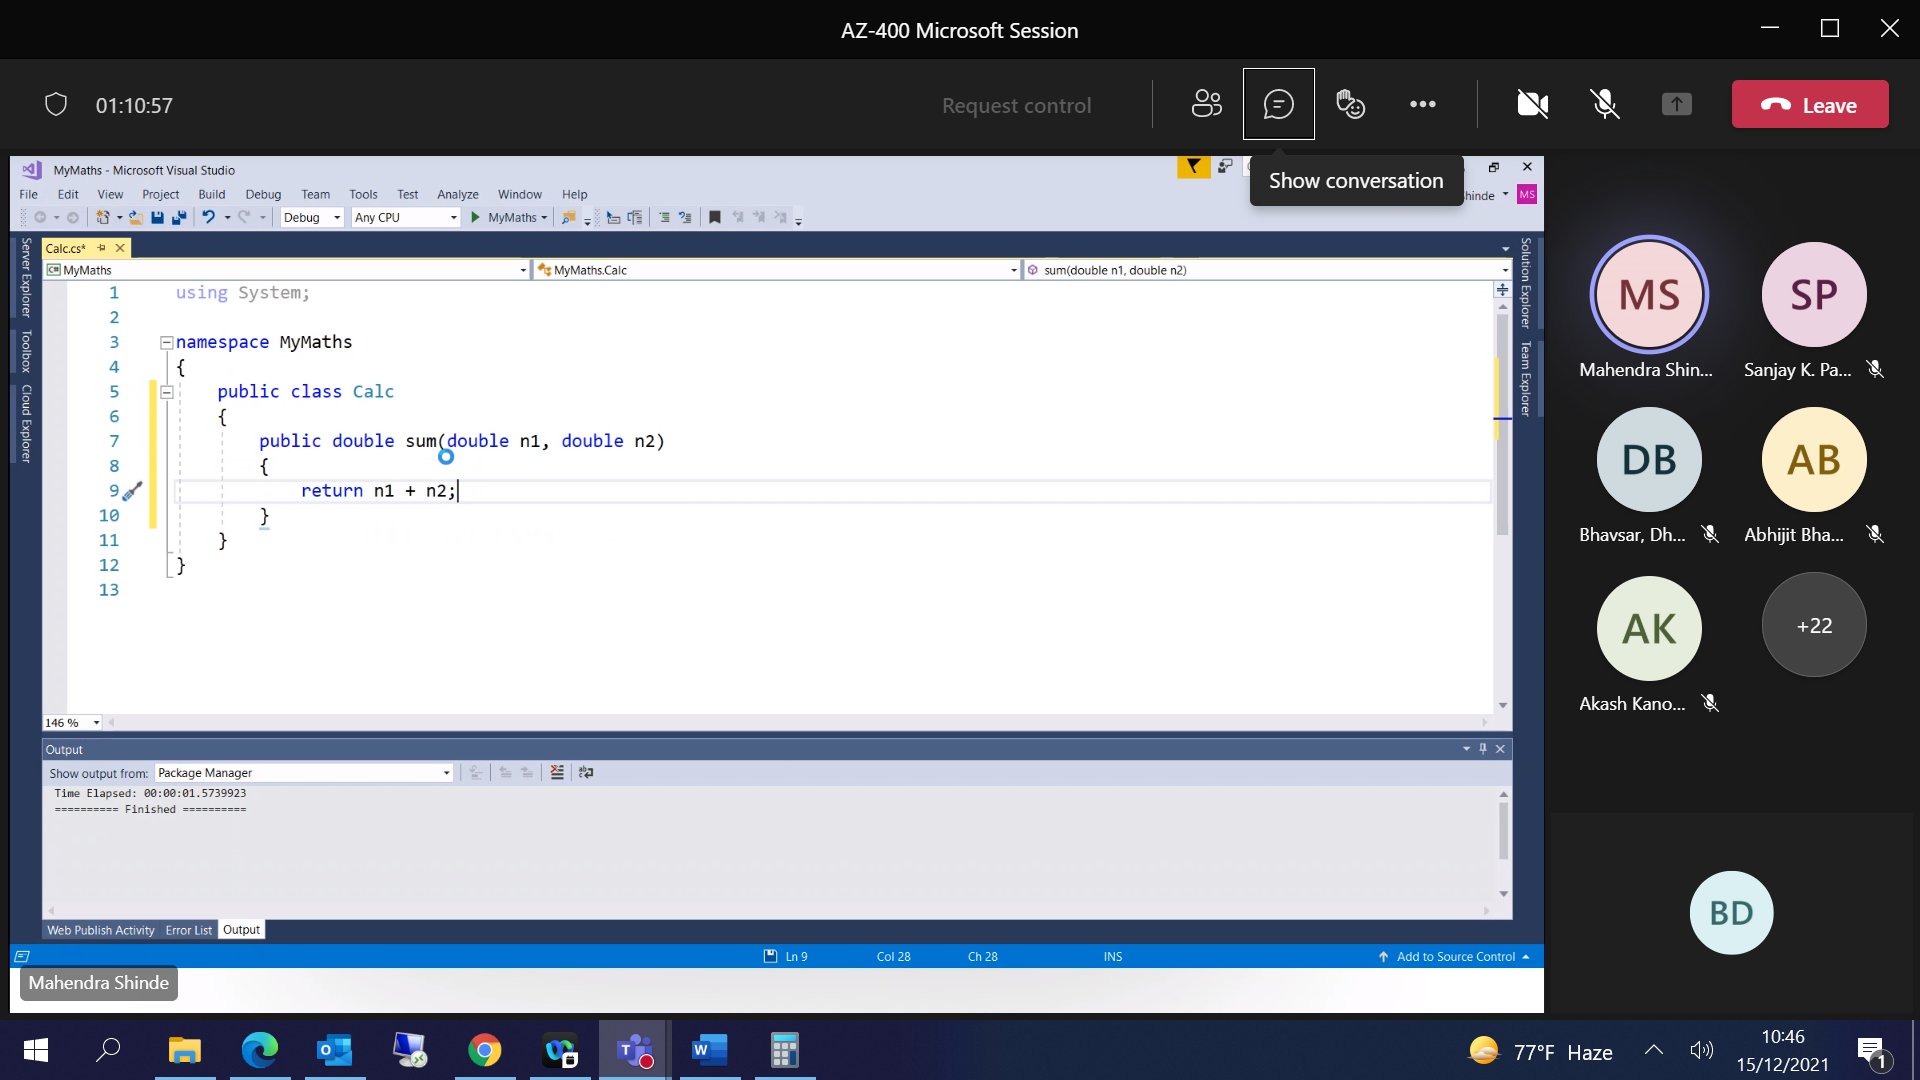 AZ-400 Microsoft Session
01:10:57
Request control
Leave
MyMaths - Microsoft Visual Studio
Show conversation
File Edit View Project Build Debug Team Tools Test Analyze Window Help
hinde MS
Debug Any CPU MyMaths
Calc.cs*
MyMaths MyMaths.Calc sum(double n1, double n2)
Server Explorer
Toolbox
Cloud Explorer
Solution Explorer
Team Explorer
1 using System;
2
3 namespace MyMaths
4 {
5 public class Calc
6 {
7 public double sum(double n1, double n2)
8 {
9 return n1 + n2;
10 }
11 }
12 }
13
146 %
Output
Show output from: Package Manager
Time Elapsed: 00:00:01.5739923
========== Finished ==========
Web Publish Activity Error List Output
Ln 9 Col 28 Ch 28 INS Add to Source Control
Mahendra Shinde
MS
Mahendra Shin...
SP
Sanjay K. Pa...
DB
Bhavsar, Dh...
AB
Abhijit Bha...
AK
Akash Kano...
+22
BD
77°F Haze
10:46
15/12/2021
1